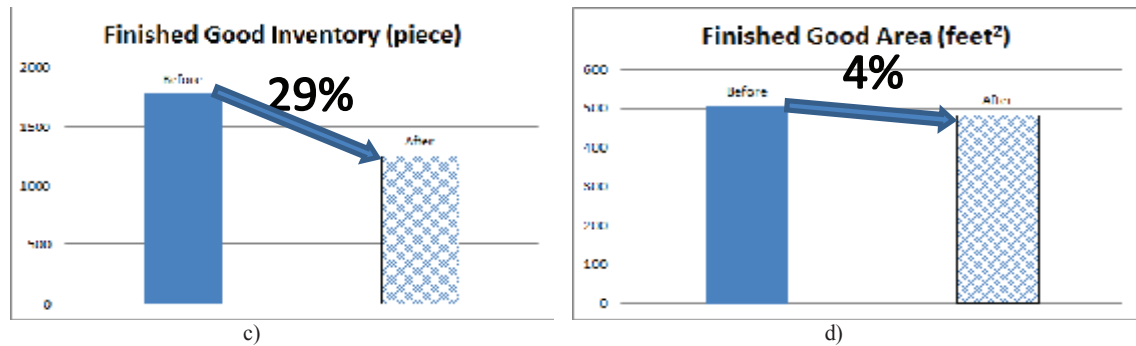 Finished Good Inventory (piece)
2000
Before
29%
1500
After
1000
500
0
c)
Finished Good Area (feet²)
600
4%
Before
After
500
400
300
200
100
0
d)